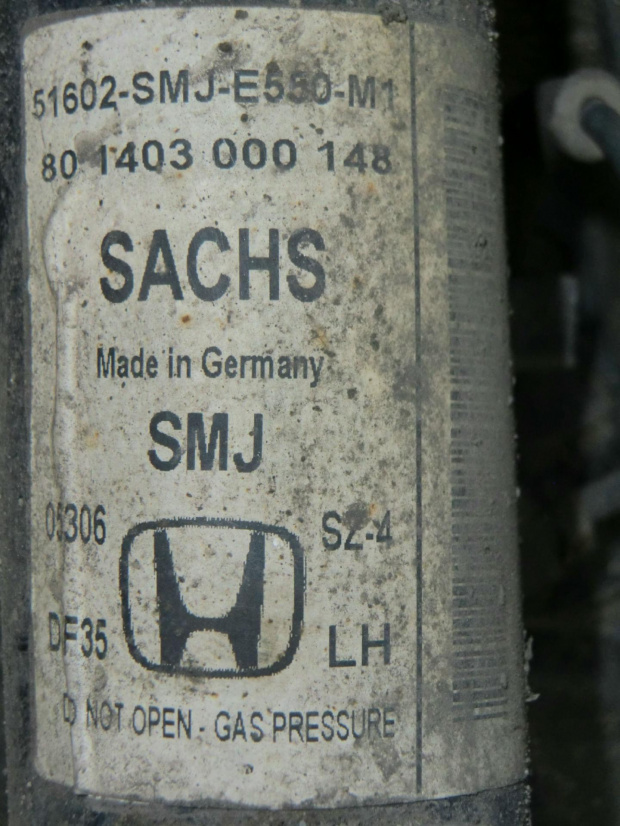 51602-SMJ-E550-M1
80 1403 000 148
SACHS
Made in Germany
SMJ
SZ-4
DF35
LH
DO NOT OPEN - GAS PRESSURE